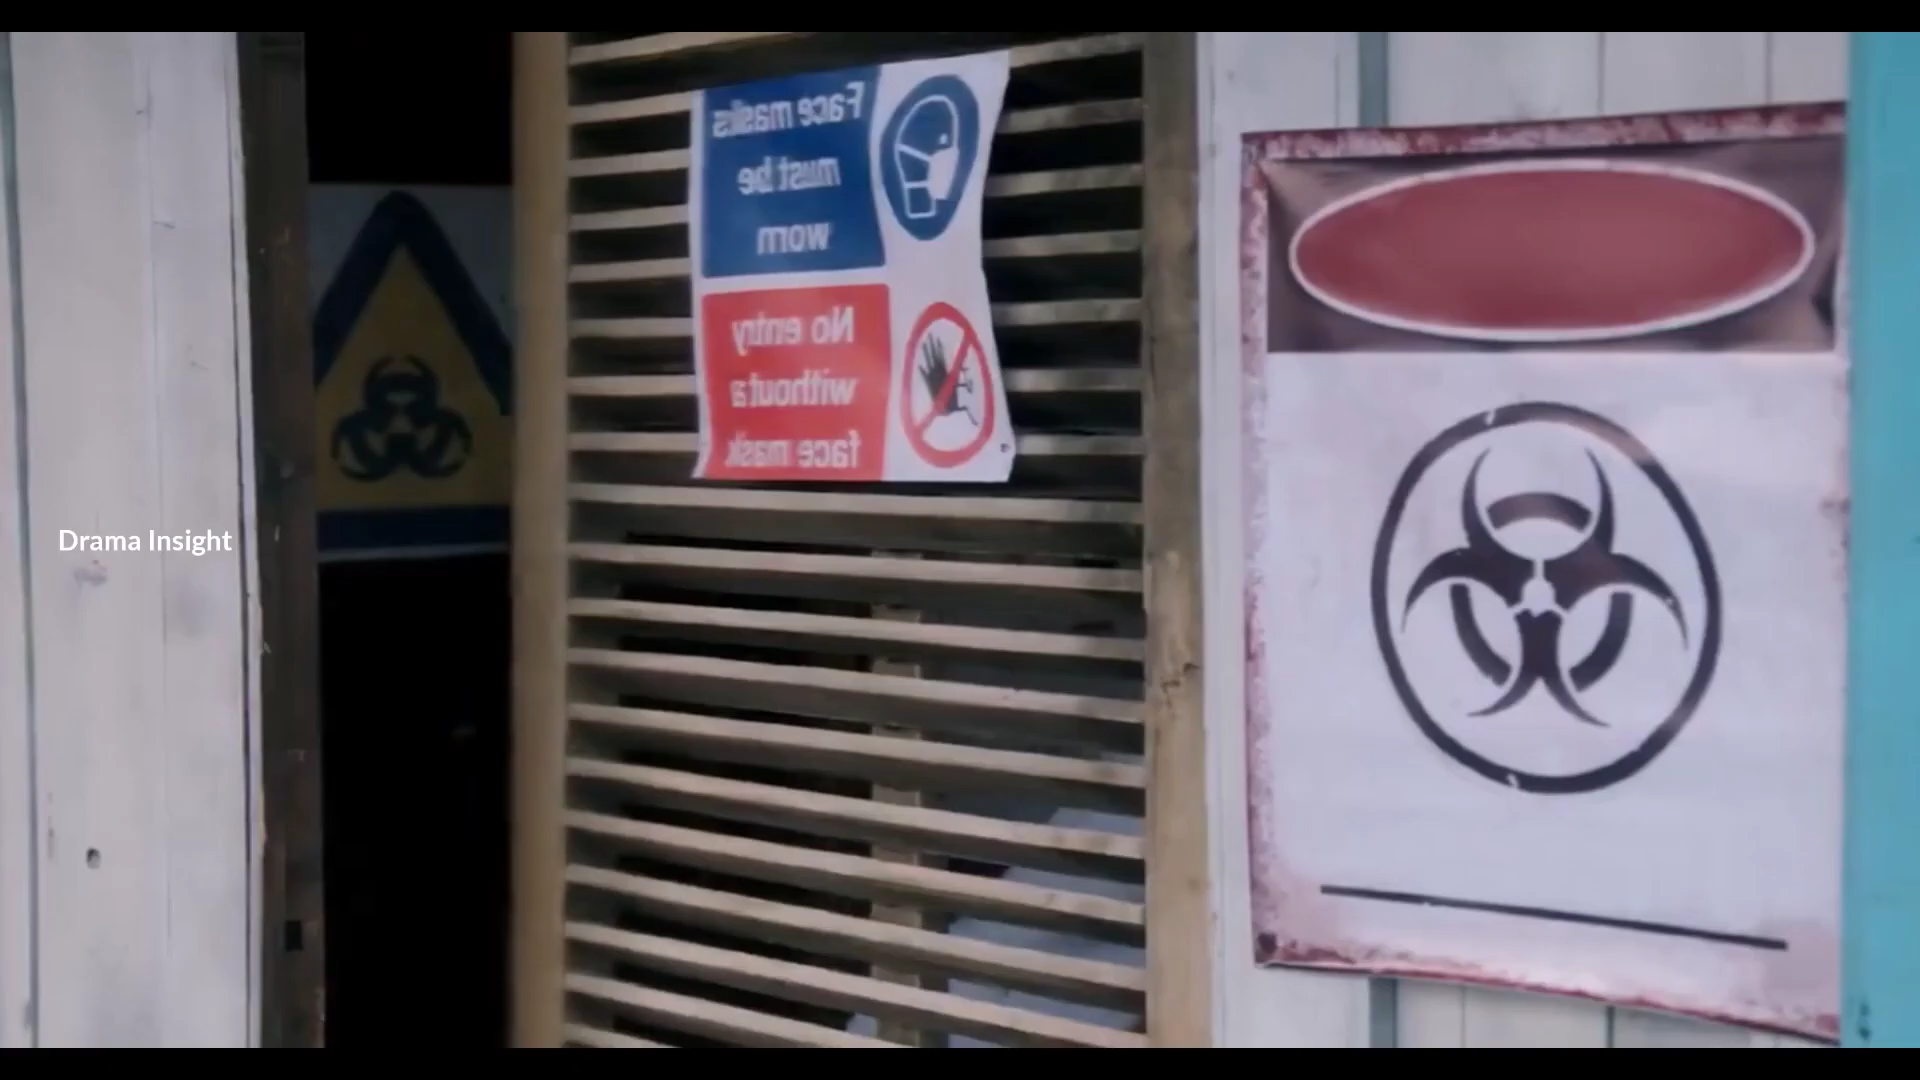 Face masks
must be
worn
No entry
without a
face mask
Drama Insight